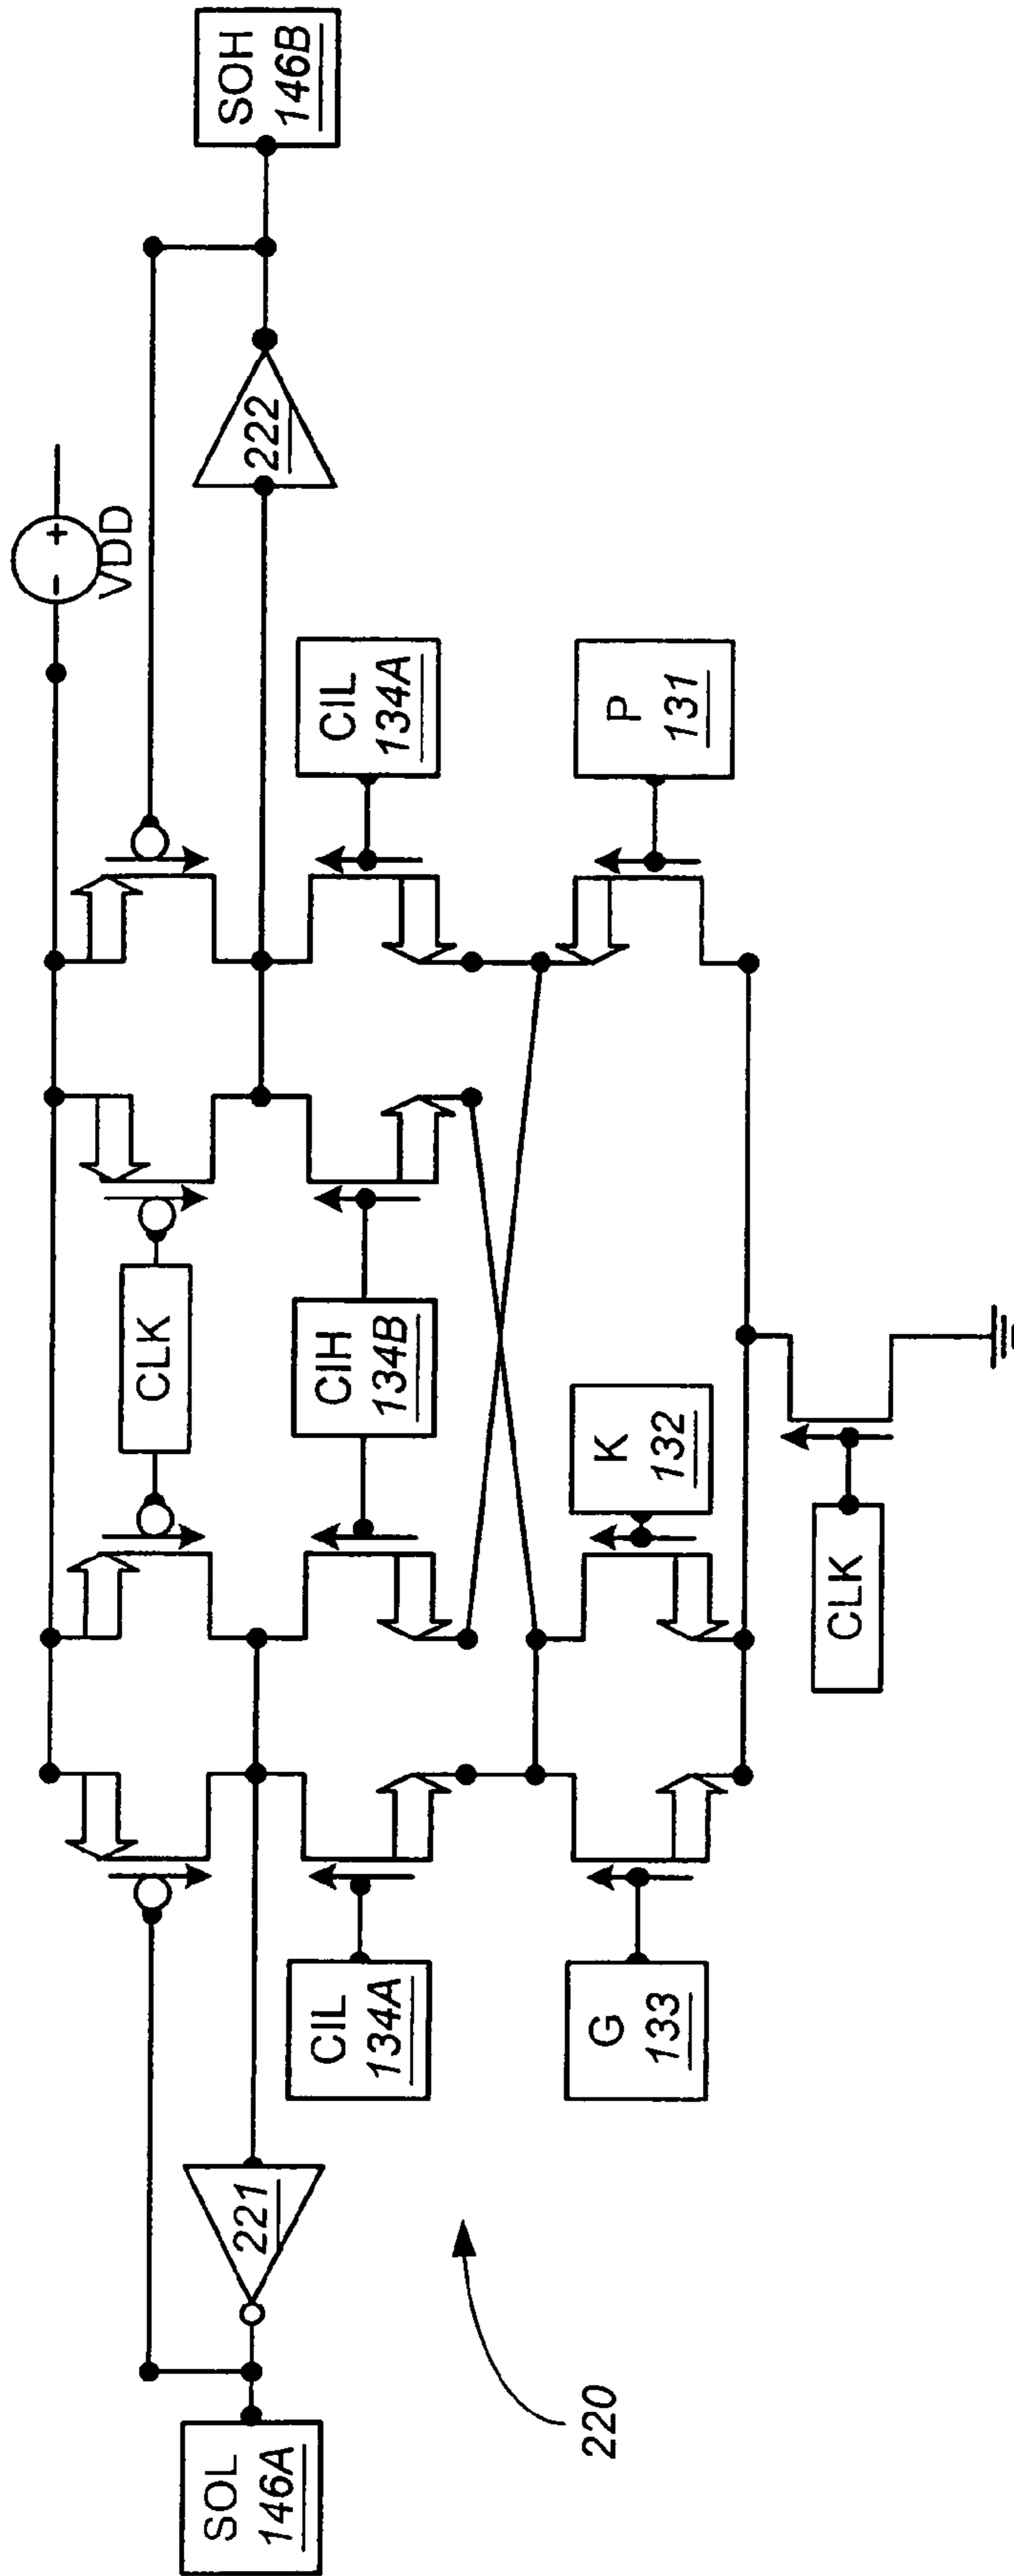 VDD
SOL
146A
221
222
SOH
146B
CLK
CIL
134A
CIH
134B
CIL
134A
G
133
K
132
P
131
CLK
220
- +